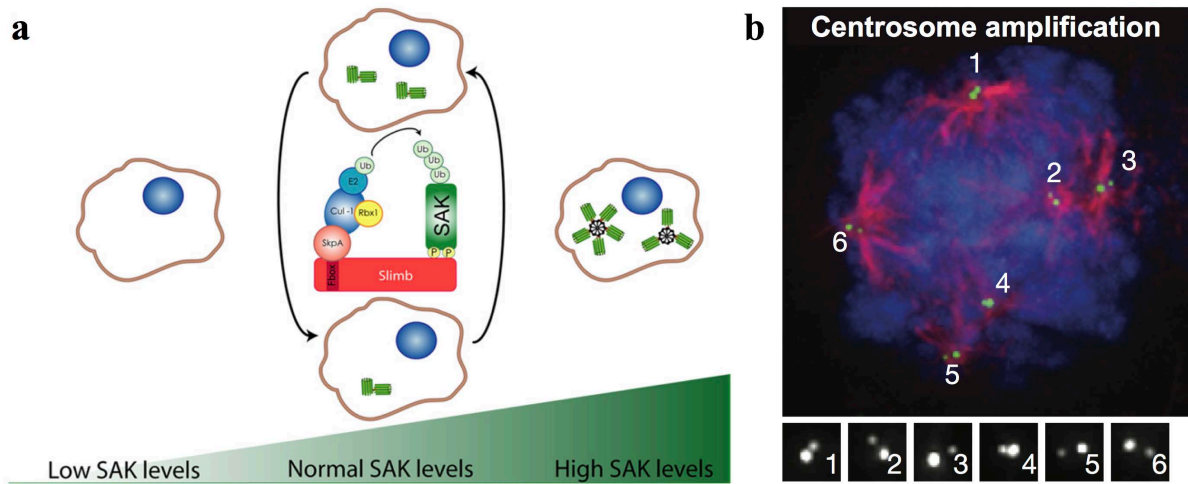 a
Ub
E2
Cul -1
Rbx1
SkpA
Fbox
Slimb
Ub
Ub
Ub
SAK
P P
Low SAK levels
Normal SAK levels
High SAK levels
b
Centrosome amplification
1
2
3
4
5
6
1
2
3
4
5
6